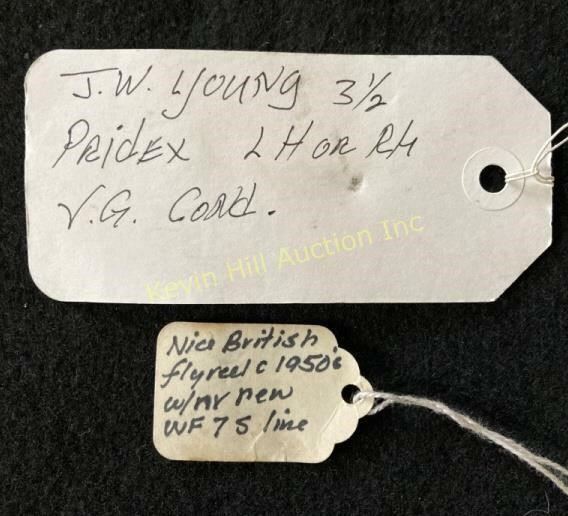 J.W. Young 3½
Pridex LH or RH
V.G. Cond.
Kevin Hill Auction Inc
Nice British
flyreel c 1950's
w/nr new
WF 7 S line